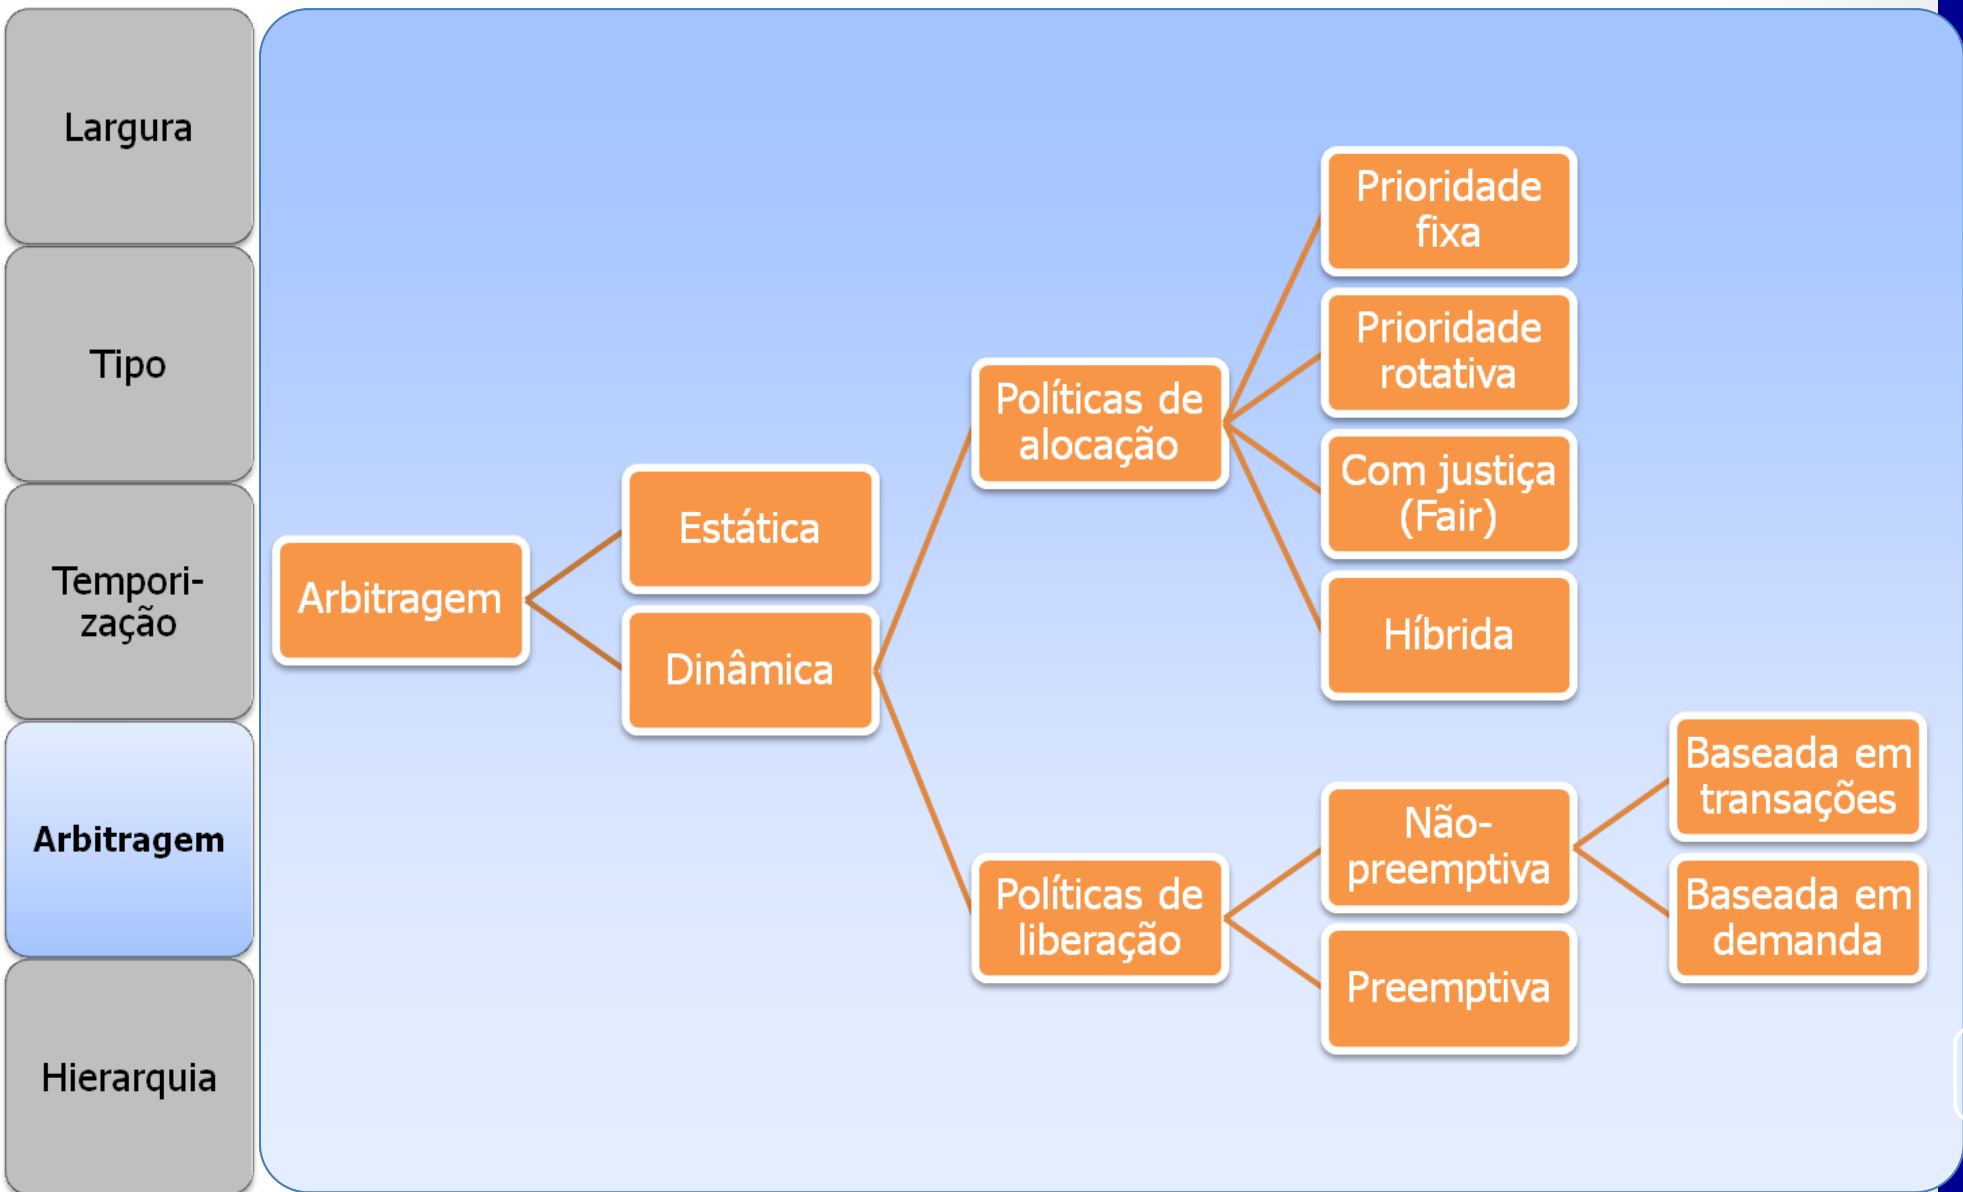 Largura
Tipo
Tempori-
zação
Arbitragem
Hierarquia
Arbitragem
Estática
Dinâmica
Políticas de
alocação
Prioridade
fixa
Prioridade
rotativa
Com justiça
(Fair)
Híbrida
Políticas de
liberação
Não-
preemptiva
Baseada em
transações
Baseada em
demanda
Preemptiva